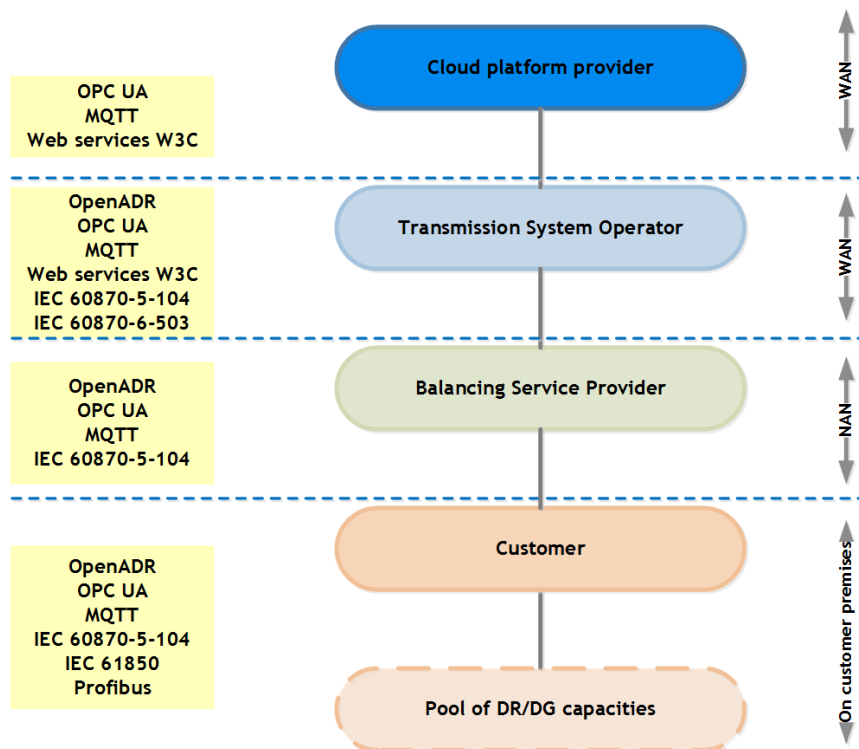 Cloud platform provider
WAN
OPC UA
MQTT
Web services W3C
OpenADR
OPC UA
MQTT
Web services W3C
IEC 60870-5-104
IEC 60870-6-503
Transmission System Operator
WAN
OpenADR
OPC UA
MQTT
IEC 60870-5-104
Balancing Service Provider
NAN
OpenADR
OPC UA
MQTT
IEC 60870-5-104
IEC 61850
Profibus
Customer
Pool of DR/DG capacities
On customer premises